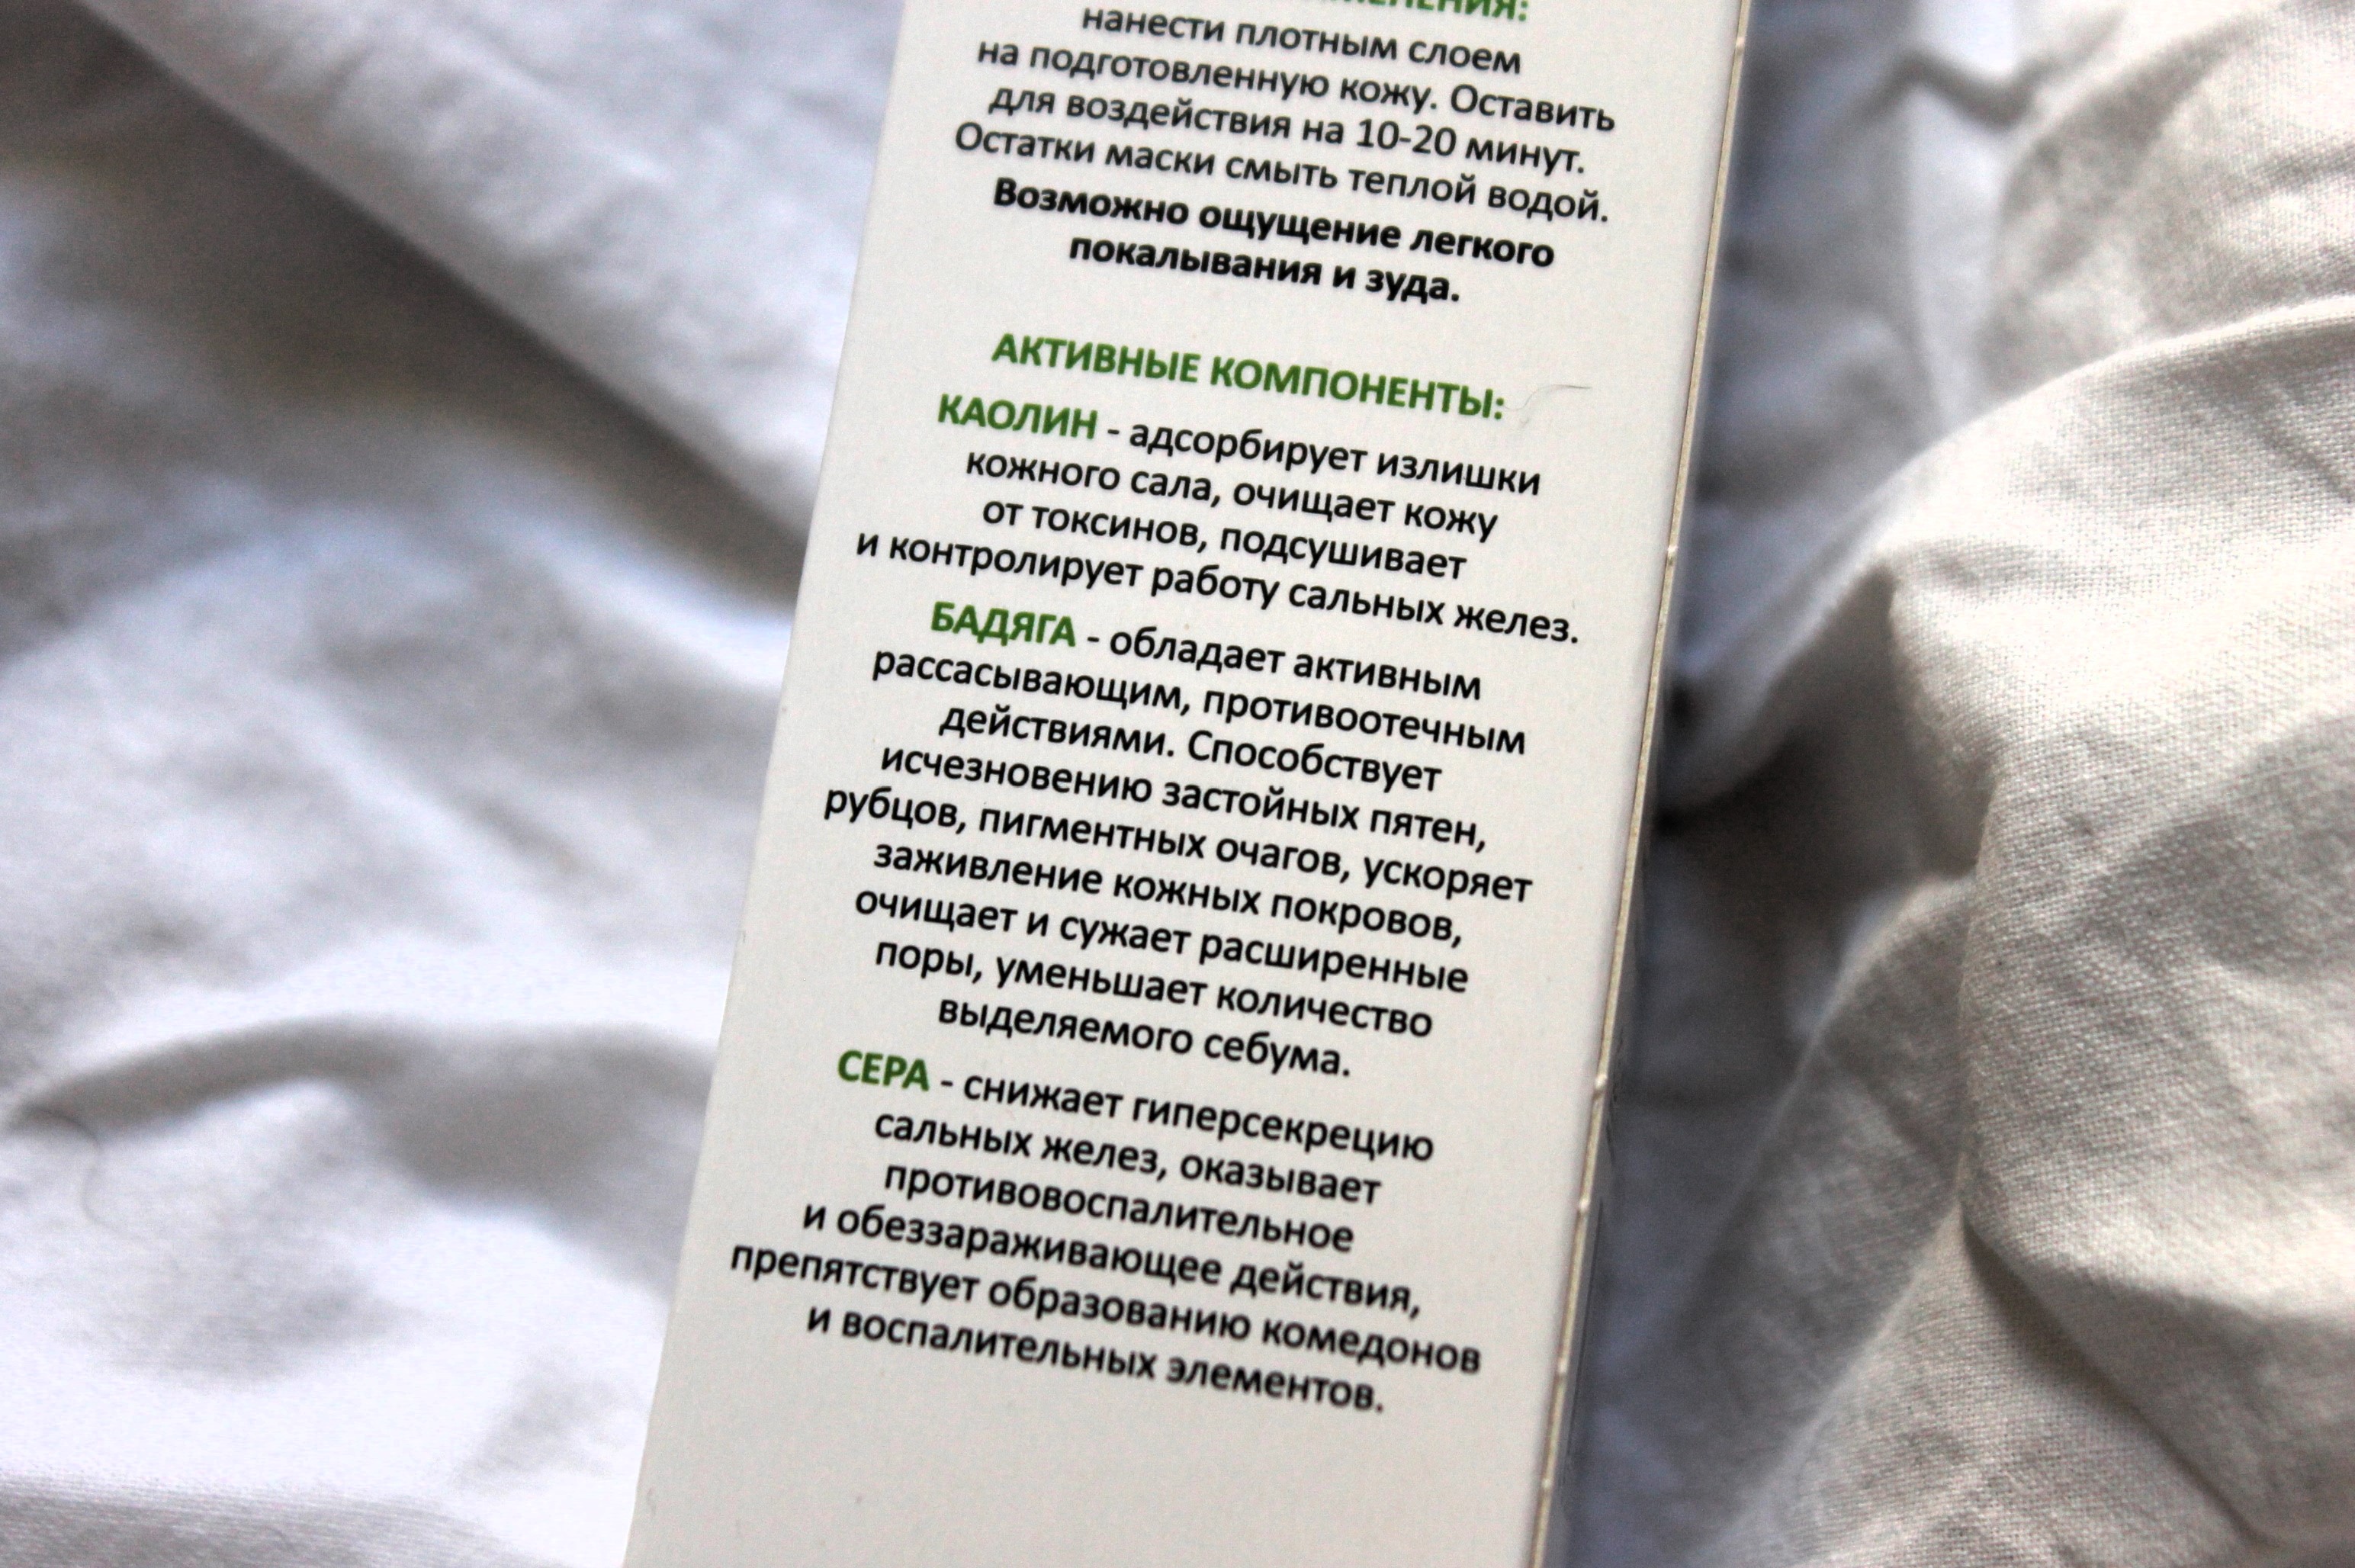 нанести плотным слоем
на подготовленную кожу. Оставить
для воздействия на 10-20 минут.
Остатки маски смыть теплой водой.
Возможно ощущение легкого
покалывания и зуда.
АКТИВНЫЕ КОМПОНЕНТЫ:
КАОЛИН - адсорбирует излишки
кожного сала, очищает кожу
от токсинов, подсушивает
и контролирует работу сальных желез.
БАДЯГА - обладает активным
рассасывающим, противоотечным
действиями. Способствует
исчезновению застойных пятен,
рубцов, пигментных очагов, ускоряет
заживление кожных покровов,
очищает и сужает расширенные
поры, уменьшает количество
выделяемого себума.
СЕРА - снижает гиперсекрецию
сальных желез, оказывает
противовоспалительное
и обеззараживающее действия,
препятствует образованию комедонов
и воспалительных элементов.